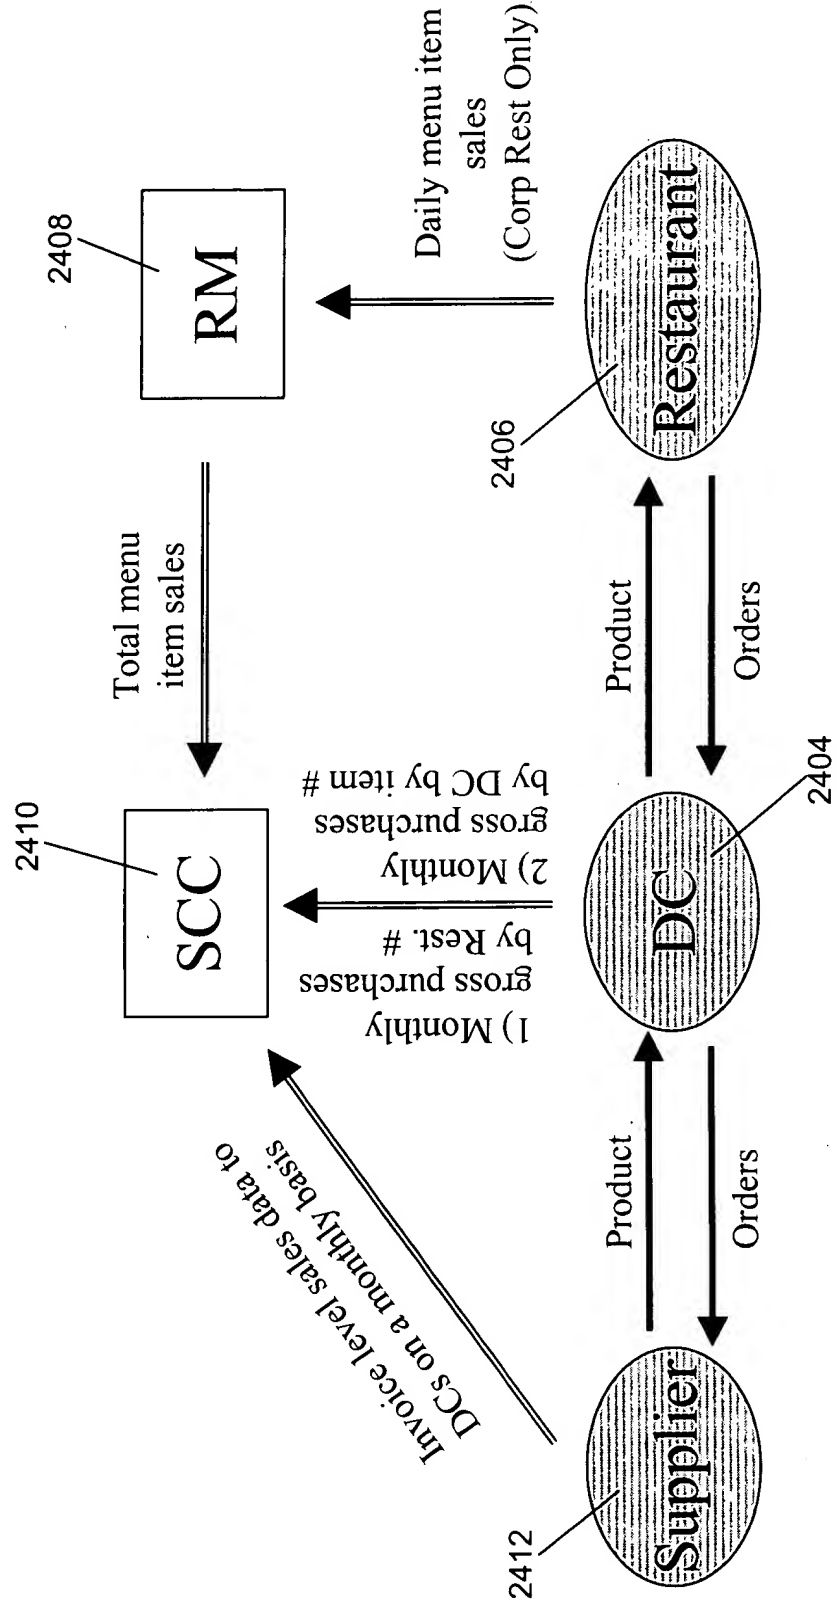 2410
SCC
Total menu
item sales
2408
RM
Invoice level sales data to
DCs on a monthly basis
1) Monthly
gross purchases
by Rest. #
2) Monthly
gross purchases
by DC by item #
Daily menu item
sales
(Corp Rest Only)
2412
Supplier
Product
Orders
DC
2404
Product
Orders
2406
Restaurant